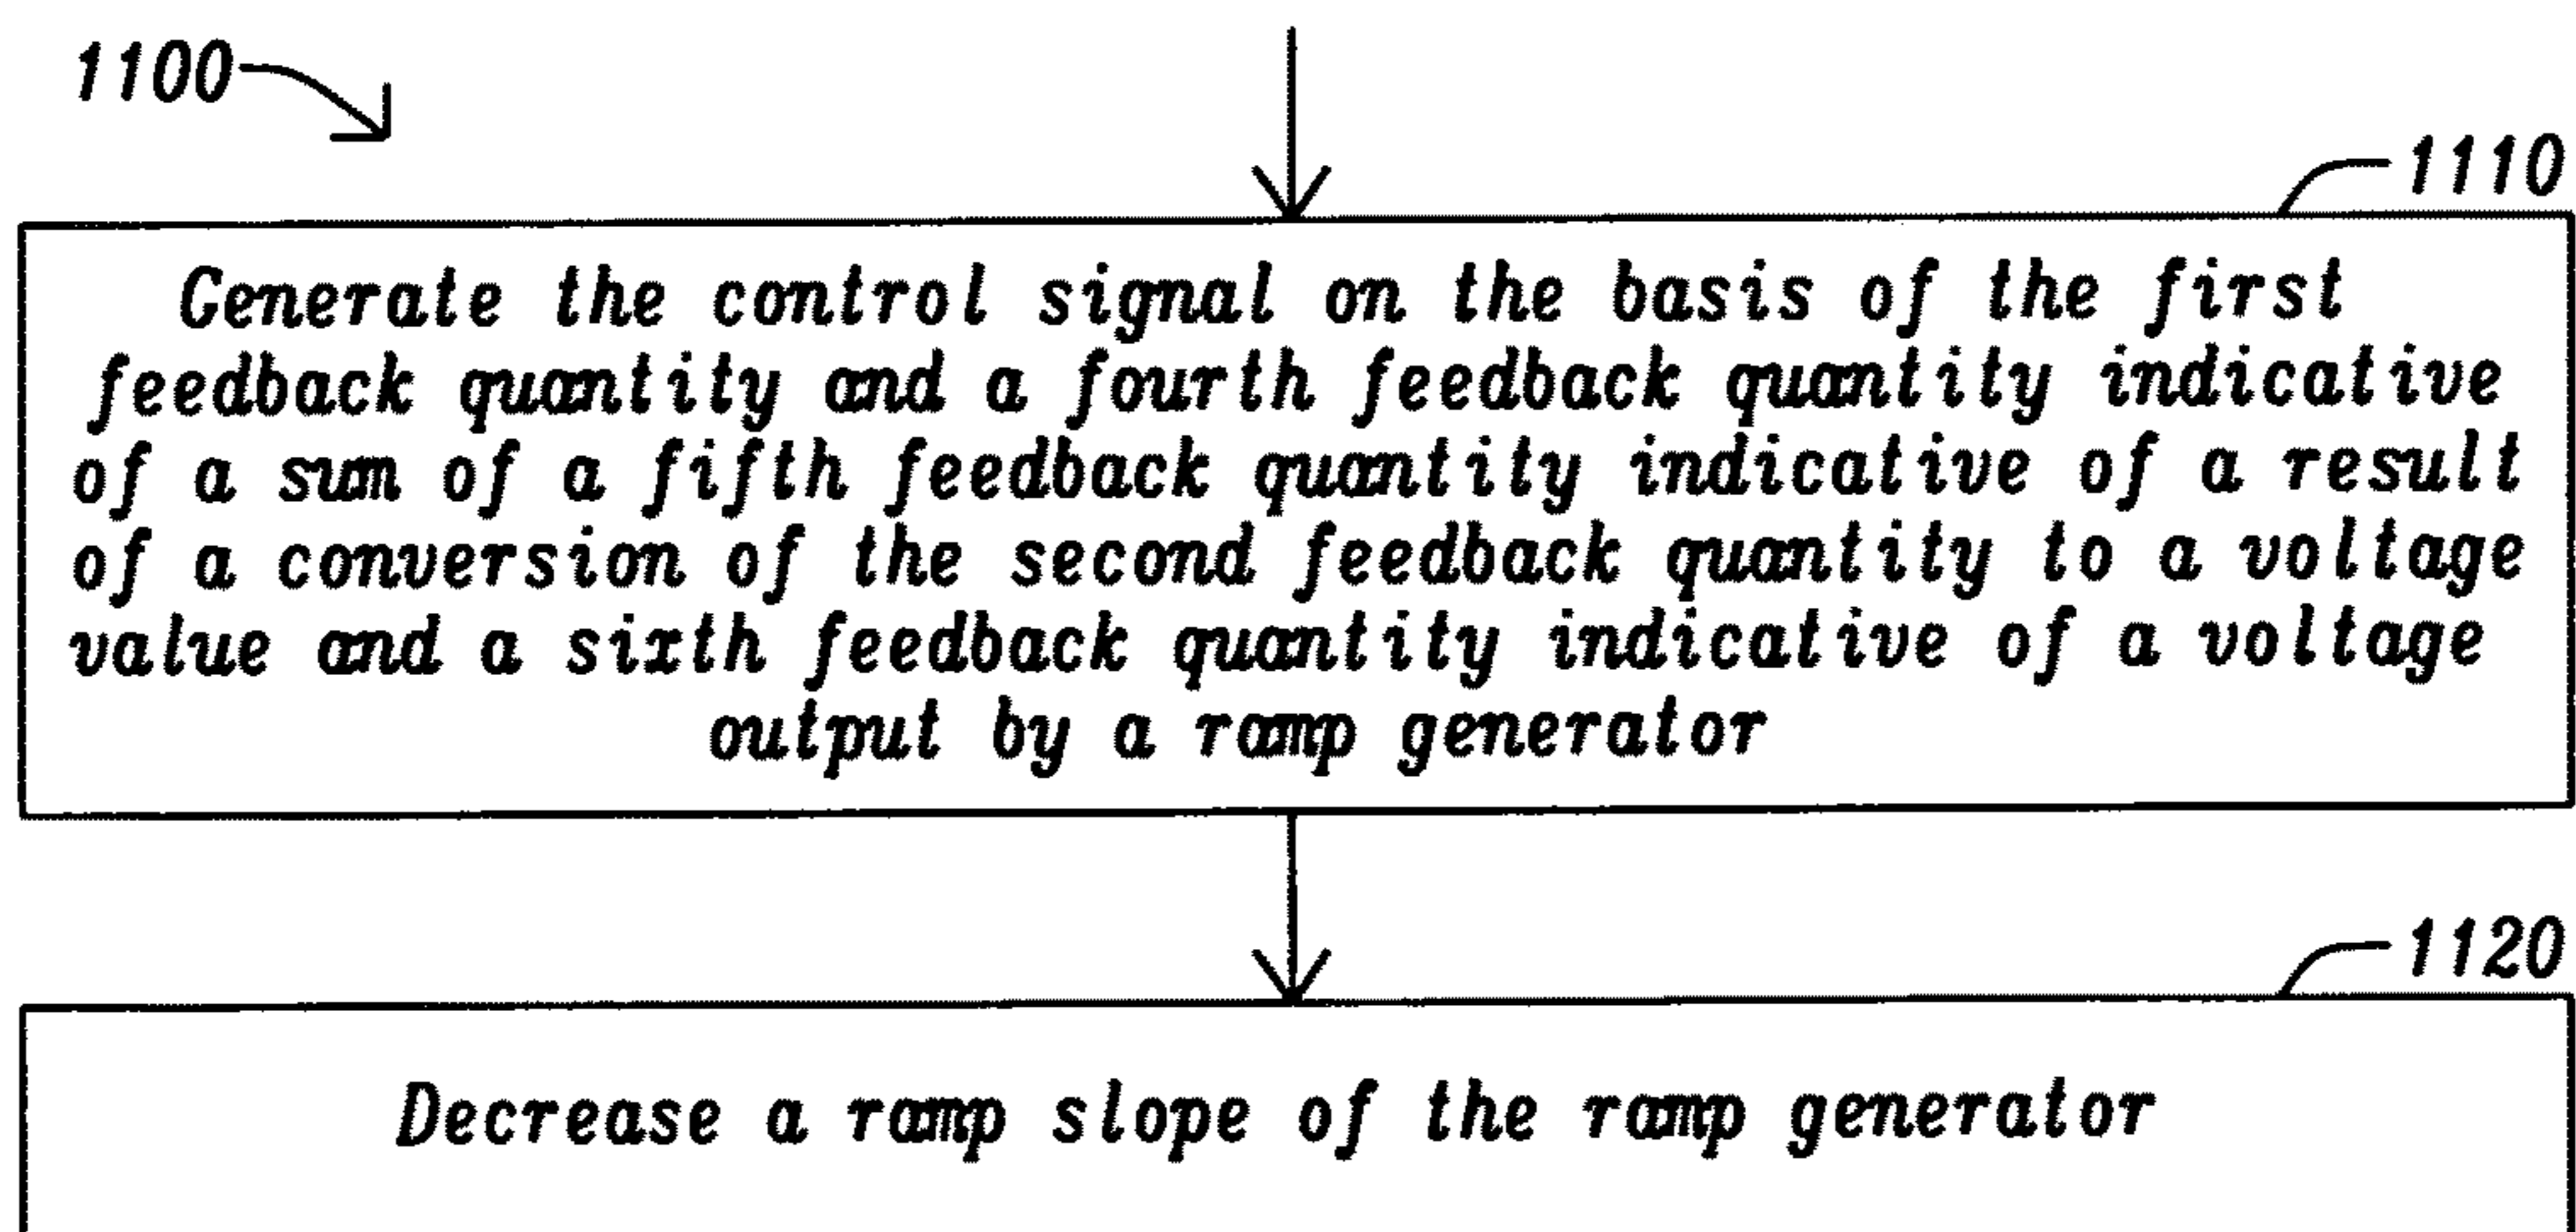 1100
1110
Generate the control signal on the basis of the first
feedback quantity and a fourth feedback quantity indicative
of a sum of a fifth feedback quantity indicative of a result
of a conversion of the second feedback quantity to a voltage
value and a sixth feedback quantity indicative of a voltage
output by a ramp generator
1120
Decrease a ramp slope of the ramp generator